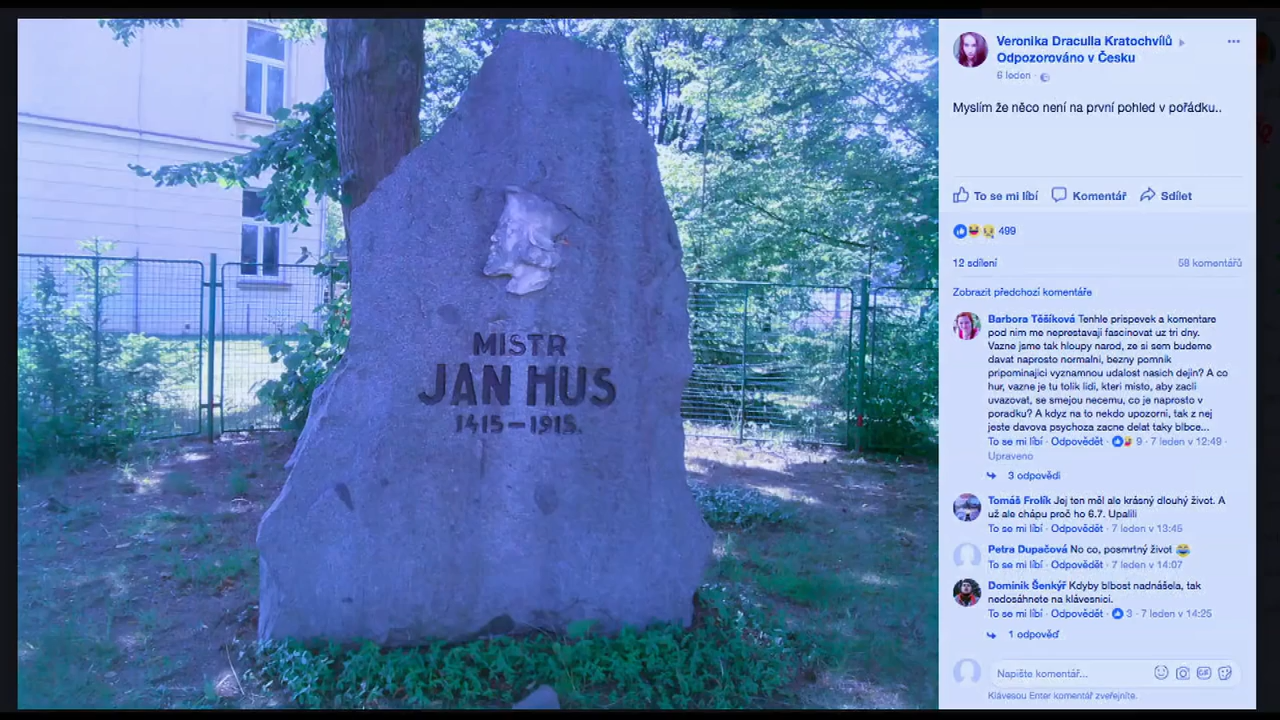 MISTR
JAN HUS
1415–1915.
Veronika Draculla Kratochvílů
Odpozorováno v Česku
6 leden ·
Myslím že něco není na první pohled v pořádku..
To se mi líbí Komentář Sdílet
499
12 sdílení 58 komentářů
Zobrazit předchozí komentáře
Barbora Těšíková Tenhle prispevek a komentare
pod nim me neprestavaji fascinovat uz tri dny.
Vazne jsme tak hloupy narod, ze si sem budeme
davat naprosto normalni, bezny pomnik
pripominajici vyznamnou udalost nasich dejin? A co
hur, vazne je tu tolik lidi, kteri misto, aby zacli
uvazovat, se smejou necemu, co je naprosto v
poradku? A kdyz na to nekdo upozorni, tak z nej
jeste davova psychoza zacne delat taky blbce...
To se mi líbí · Odpovědět · 9 · 7 leden v 12:49 ·
Upraveno
3 odpovědi
Tomáš Frolík Jej ten měl ale krásný dlouhý život. A
už ale chápu proč ho 6.7. Upalili
To se mi líbí · Odpovědět · 7 leden v 13:45
Petra Dupačová No co, posmrtný život 😂
To se mi líbí · Odpovědět · 7 leden v 14:07
Dominik Šenkýř Kdyby blbost nadnášela, tak
nedosáhnete na klávesnici.
To se mi líbí · Odpovědět · 3 · 7 leden v 14:25
1 odpověď
Napište komentář...
GIF
Klávesou Enter komentář zveřejníte.